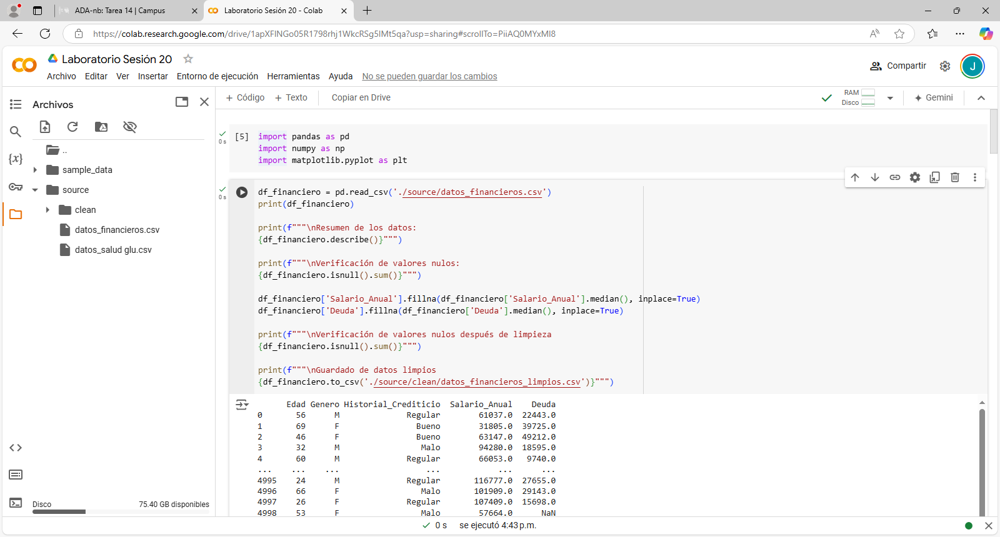 ADA-nb: Tarea 14 | Campus
Laboratorio Sesión 20 - Colab
https://colab.research.google.com/drive/1apXFlNGo05R1798rhj1WkcRSg5lMt5qa?usp=sharing#scrollTo=PiiAQ0MYxMl8
Laboratorio Sesión 20
Compartir
J
Archivo Editar Ver Insertar Entorno de ejecución Herramientas Ayuda No se pueden guardar los cambios
Archivos
+ Código + Texto Copiar en Drive
RAM
Disco
Gemini
..
sample_data
source
clean
datos_financieros.csv
datos_salud glu.csv
Disco 75.40 GB disponibles
0 s
[5] import pandas as pd
import numpy as np
import matplotlib.pyplot as plt
0 s
df_financiero = pd.read_csv('./source/datos_financieros.csv')
print(df_financiero)
print(f"""\nResumen de los datos:
{df_financiero.describe()}""")
print(f"""\nVerificación de valores nulos:
{df_financiero.isnull().sum()}""")
df_financiero['Salario_Anual'].fillna(df_financiero['Salario_Anual'].median(), inplace=True)
df_financiero['Deuda'].fillna(df_financiero['Deuda'].median(), inplace=True)
print(f"""\nVerificación de valores nulos después de limpieza
{df_financiero.isnull().sum()}""")
print(f"""\nGuardado de datos limpios
{df_financiero.to_csv('./source/clean/datos_financieros_limpios.csv')}""")
Edad Genero Historial_Crediticio Salario_Anual Deuda
0 56 M Regular 61037.0 22443.0
1 69 F Bueno 31805.0 39725.0
2 46 F Bueno 63147.0 49212.0
3 32 M Malo 94280.0 18595.0
4 60 M Regular 66053.0 9740.0
... ... ... ... ... ...
4995 24 M Regular 116777.0 27655.0
4996 66 F Malo 101909.0 29143.0
4997 26 F Regular 107409.0 15698.0
4998 53 F Malo 57664.0 NaN
0 s se ejecutó 4:43 p.m.